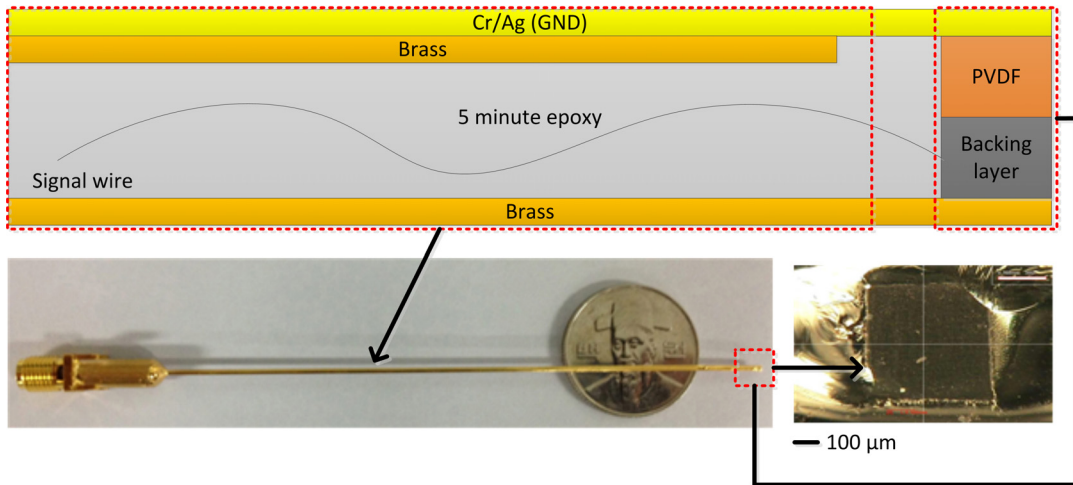 Cr/Ag (GND)
Brass
PVDF
5 minute epoxy
Backing
layer
Signal wire
Brass
100 μm